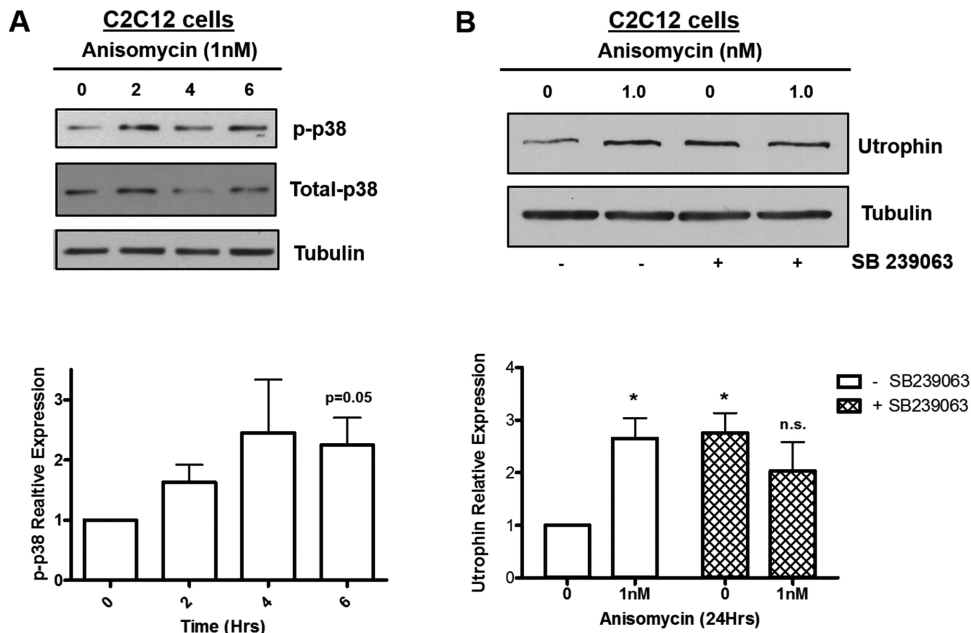 A
C2C12 cells
Anisomycin (1nM)
0 2 4 6
p-p38
Total-p38
Tubulin
p-p38 Realtive Expression
3
2
1
0
p=0.05
0 2 4 6
Time (Hrs)
B
C2C12 cells
Anisomycin (nM)
0 1.0 0 1.0
Utrophin
Tubulin
- - + + SB 239063
Utrophin Relative Expression
4
3
2
1
0
* * n.s.
- SB239063
+ SB239063
0 1nM 0 1nM
Anisomycin (24Hrs)